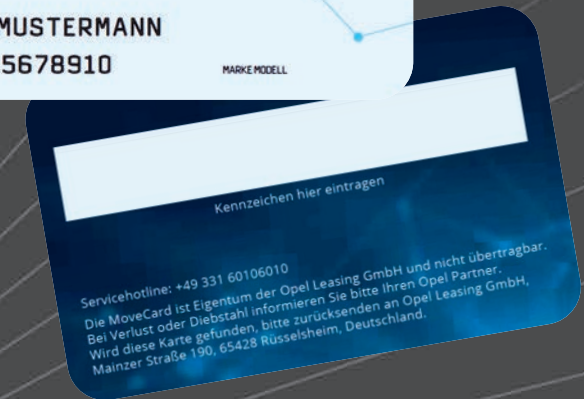 MUSTERMANN
5678910
MARKE MODELL
Kennzeichen hier eintragen
Servicehotline: +49 331 60106010
Die MoveCard ist Eigentum der Opel Leasing GmbH und nicht übertragbar.
Bei Verlust oder Diebstahl informieren Sie bitte Ihren Opel Partner.
Wird diese Karte gefunden, bitte zurücksenden an Opel Leasing GmbH,
Mainzer Straße 190, 65428 Rüsselsheim, Deutschland.